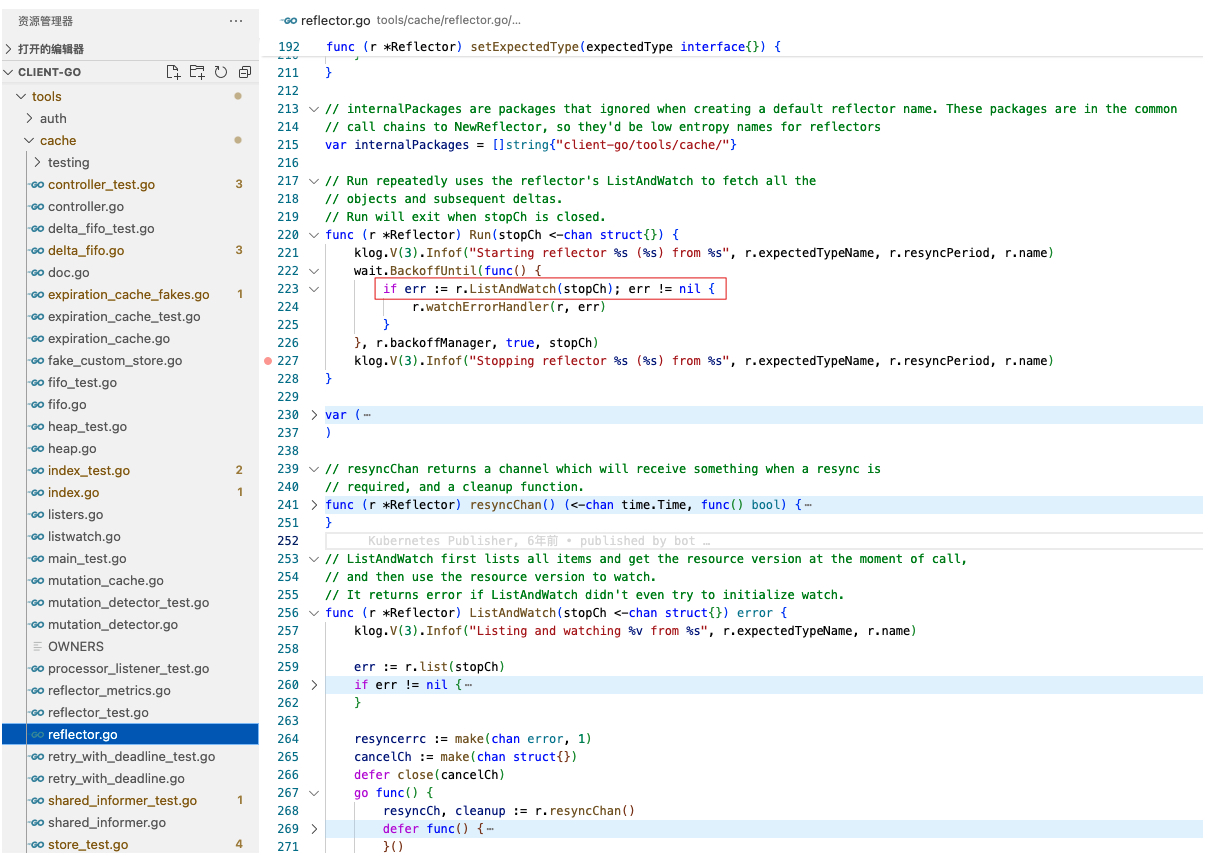 资源管理器
打开的编辑器
CLIENT-GO
tools
auth
cache
testing
controller_test.go 3
controller.go
delta_fifo_test.go
delta_fifo.go 3
doc.go
expiration_cache_fakes.go 1
expiration_cache_test.go
expiration_cache.go
fake_custom_store.go
fifo_test.go
fifo.go
heap_test.go
heap.go
index_test.go 2
index.go 1
listers.go
listwatch.go
main_test.go
mutation_cache.go
mutation_detector_test.go
mutation_detector.go
OWNERS
processor_listener_test.go
reflector_metrics.go
reflector_test.go
reflector.go
retry_with_deadline_test.go
retry_with_deadline.go
shared_informer_test.go 1
shared_informer.go
store_test.go 4
reflector.go tools/cache/reflector.go/...
192 func (r *Reflector) setExpectedType(expectedType interface{}) {
210 }
211 }
212
213 // internalPackages are packages that ignored when creating a default reflector name. These packages are in the common
214 // call chains to NewReflector, so they'd be low entropy names for reflectors
215 var internalPackages = []string{"client-go/tools/cache/"}
216
217 // Run repeatedly uses the reflector's ListAndWatch to fetch all the
218 // objects and subsequent deltas.
219 // Run will exit when stopCh is closed.
220 func (r *Reflector) Run(stopCh <-chan struct{}) {
221 klog.V(3).Infof("Starting reflector %s (%s) from %s", r.expectedTypeName, r.resyncPeriod, r.name)
222 wait.BackoffUntil(func() {
223 if err := r.ListAndWatch(stopCh); err != nil {
224 r.watchErrorHandler(r, err)
225 }
226 }, r.backoffManager, true, stopCh)
227 klog.V(3).Infof("Stopping reflector %s (%s) from %s", r.expectedTypeName, r.resyncPeriod, r.name)
228 }
229
230 var (⋯
237 )
238
239 // resyncChan returns a channel which will receive something when a resync is
240 // required, and a cleanup function.
241 func (r *Reflector) resyncChan() (<-chan time.Time, func() bool) {⋯
251 }
252 Kubernetes Publisher, 6年前 • published by bot …
253 // ListAndWatch first lists all items and get the resource version at the moment of call,
254 // and then use the resource version to watch.
255 // It returns error if ListAndWatch didn't even try to initialize watch.
256 func (r *Reflector) ListAndWatch(stopCh <-chan struct{}) error {
257 klog.V(3).Infof("Listing and watching %v from %s", r.expectedTypeName, r.name)
258
259 err := r.list(stopCh)
260 if err != nil {⋯
262 }
263
264 resyncerrc := make(chan error, 1)
265 cancelCh := make(chan struct{})
266 defer close(cancelCh)
267 go func() {
268 resyncCh, cleanup := r.resyncChan()
269 defer func() {⋯
271 }()